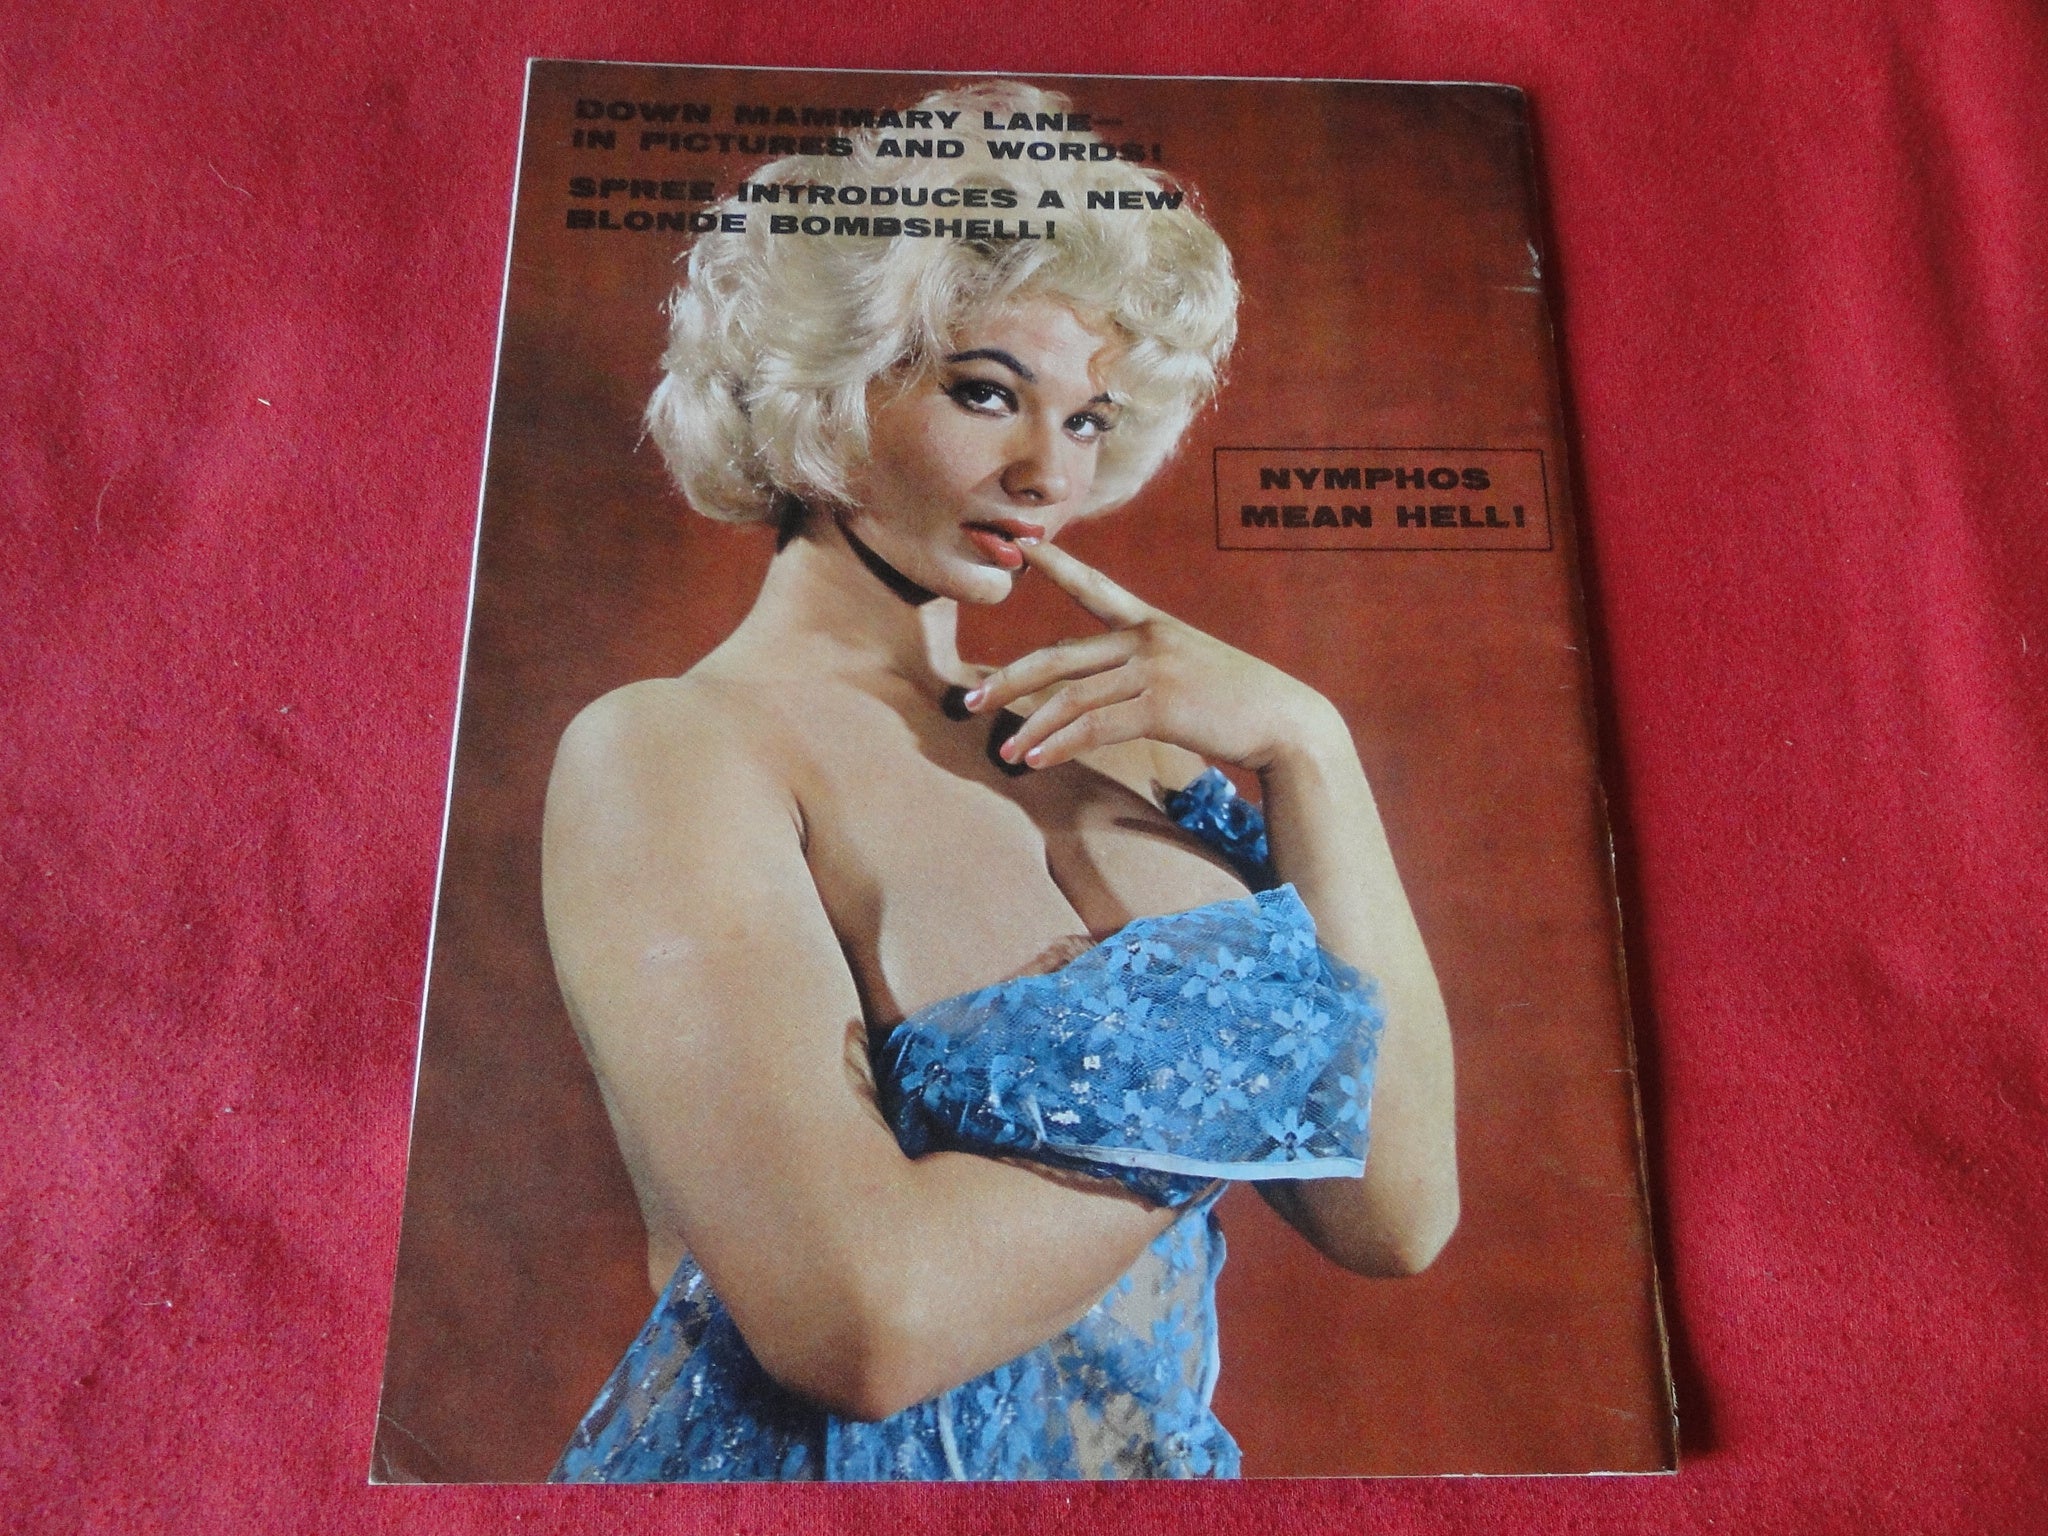 DOWN MAMMARY LANE—
IN PICTURES AND WORDS!
SPREE INTRODUCES A NEW
BLONDE BOMBSHELL!
NYMPHOS
MEAN HELL!